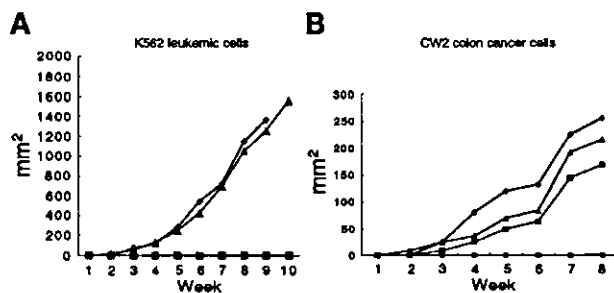 A
K562 leukemic cells
mm²
2000
1800
1600
1400
1200
1000
800
600
400
200
0
1 2 3 4 5 6 7 8 9 10
Week
B
CW2 colon cancer cells
mm²
300
250
200
150
100
50
0
1 2 3 4 5 6 7 8
Week